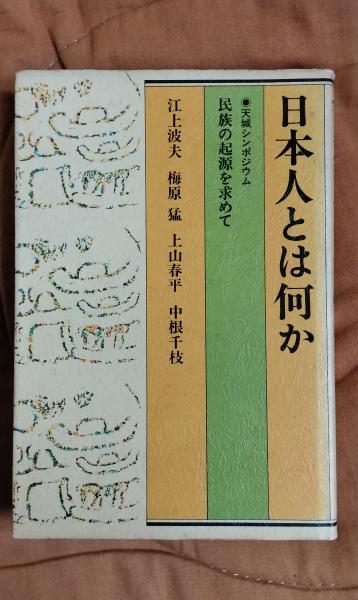 日本人とは何か
◉天城シンポジウム
民族の起源を求めて
江上波夫 梅原 猛 上山春平 中根千枝